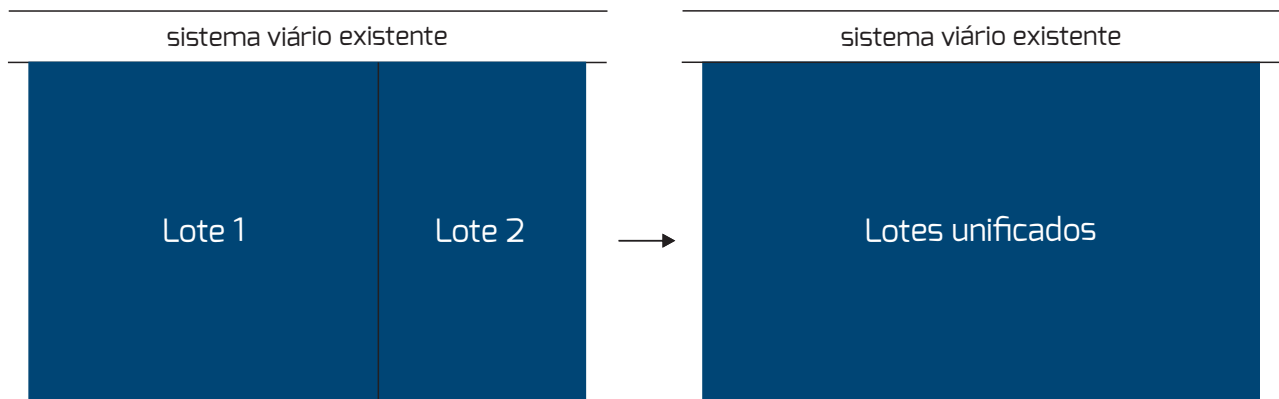 sistema viário existente
sistema viário existente
Lote 1
Lote 2
Lotes unificados